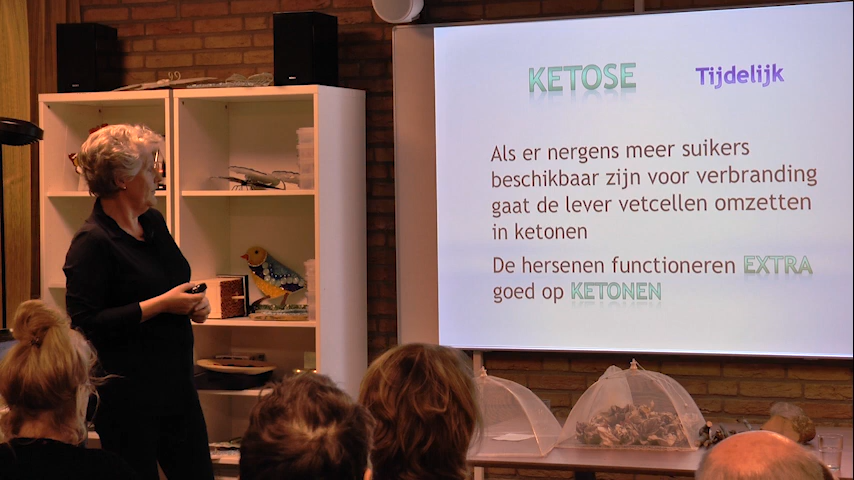 KETOSE Tijdelijk
Als er nergens meer suikers
beschikbaar zijn voor verbranding
gaat de lever vetcellen omzetten
in ketonen
De hersenen functioneren EXTRA
goed op KETONEN